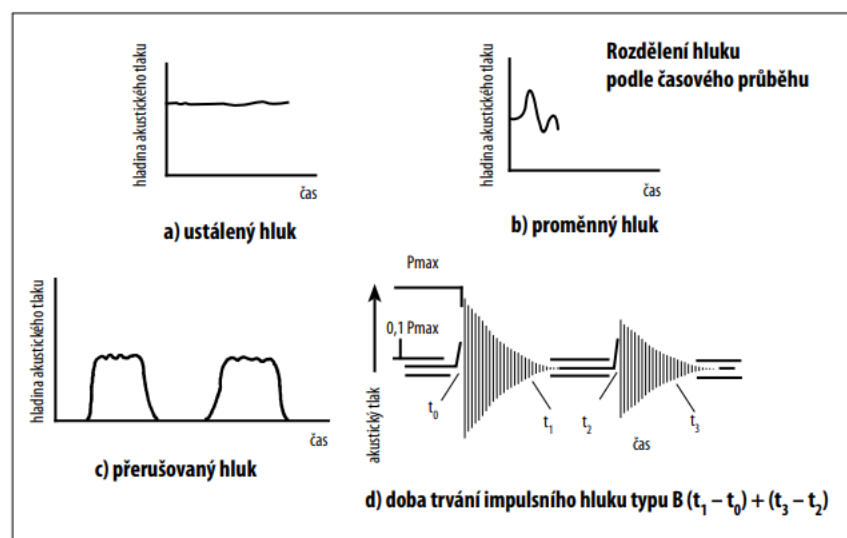 Rozdělení hluku
podle časového průběhu
hladina akustického tlaku
čas
a) ustálený hluk
hladina akustického tlaku
čas
b) proměnný hluk
hladina akustického tlaku
čas
c) přerušovaný hluk
Pmax
0,1 Pmax
akustický tlak
t₀
t₁
t₂
t₃
čas
d) doba trvání impulsního hluku typu B (t₁ – t₀) + (t₃ – t₂)